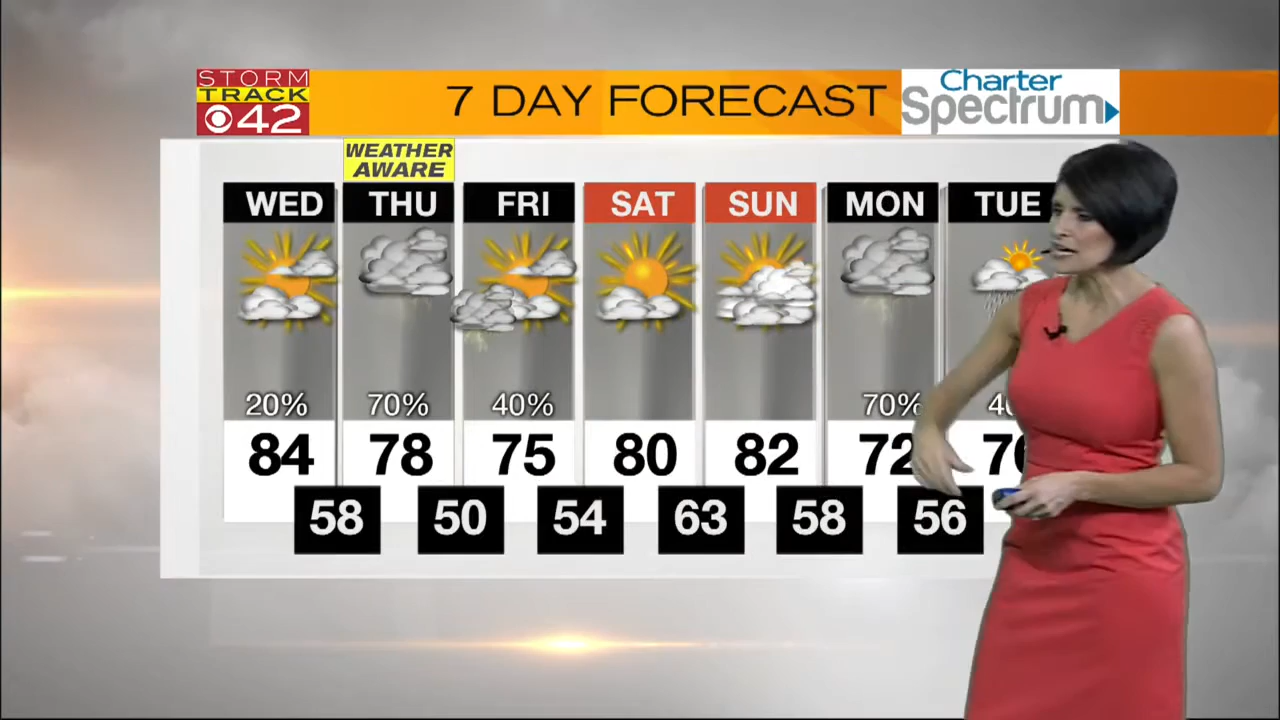 STORM
TRACK
42
7 DAY FORECAST
Charter
Spectrum
WEATHER
AWARE
WED THU FRI SAT SUN MON TUE
20% 70% 40% 70%
84 78 75 80 82 72
58 50 54 63 58 56